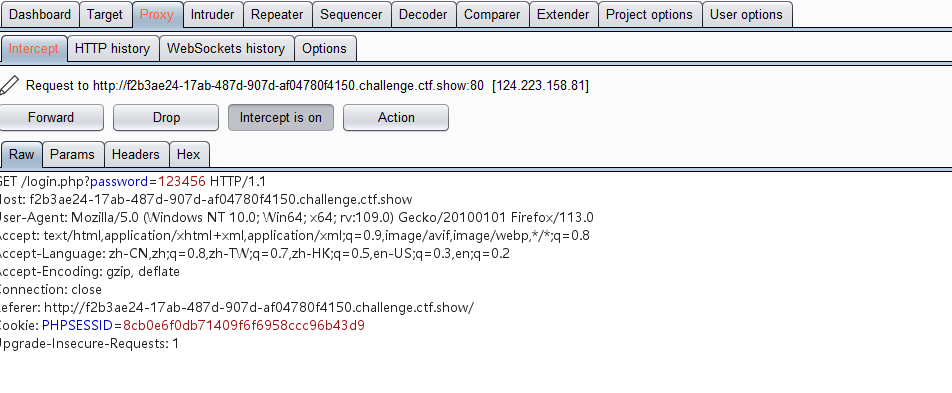 Dashboard Target Proxy Intruder Repeater Sequencer Decoder Comparer Extender Project options User options
Intercept HTTP history WebSockets history Options
Request to http://f2b3ae24-17ab-487d-907d-af04780f4150.challenge.ctf.show:80 [124.223.158.81]
Forward Drop Intercept is on Action
Raw Params Headers Hex
GET /login.php?password=123456 HTTP/1.1
Host: f2b3ae24-17ab-487d-907d-af04780f4150.challenge.ctf.show
User-Agent: Mozilla/5.0 (Windows NT 10.0; Win64; x64; rv:109.0) Gecko/20100101 Firefox/113.0
Accept: text/html,application/xhtml+xml,application/xml;q=0.9,image/avif,image/webp,*/*;q=0.8
Accept-Language: zh-CN,zh;q=0.8,zh-TW;q=0.7,zh-HK;q=0.5,en-US;q=0.3,en;q=0.2
Accept-Encoding: gzip, deflate
Connection: close
Referer: http://f2b3ae24-17ab-487d-907d-af04780f4150.challenge.ctf.show/
Cookie: PHPSESSID=8cb0e6f0db71409f6f6958ccc96b43d9
Upgrade-Insecure-Requests: 1